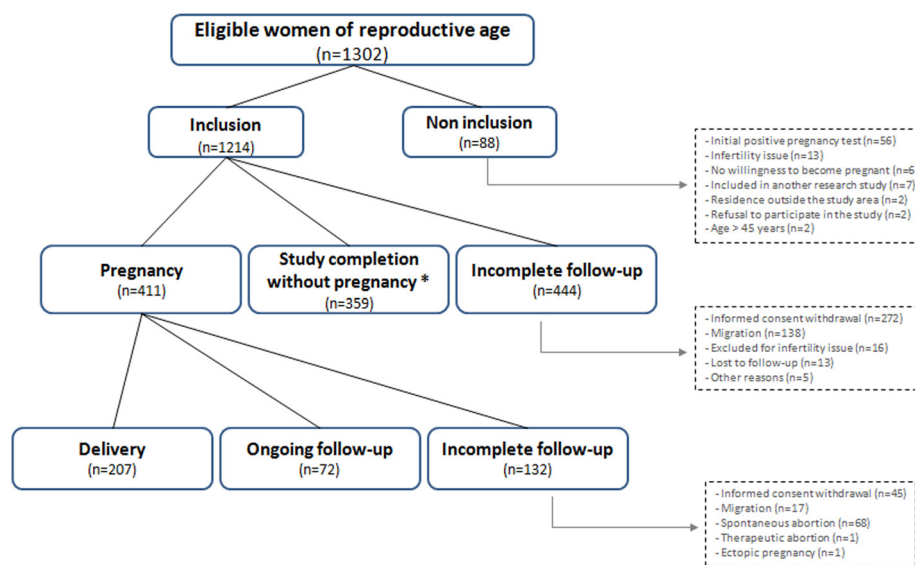 Eligible women of reproductive age
(n=1302)
Inclusion
(n=1214)
Non inclusion
(n=88)
- Initial positive pregnancy test (n=56)
- Infertility issue (n=13)
- No willingness to become pregnant (n=6
- Included in another research study (n=7)
- Residence outside the study area (n=2)
- Refusal to participate in the study (n=2)
- Age > 45 years (n=2)
Pregnancy
(n=411)
Study completion
without pregnancy *
(n=359)
Incomplete follow-up
(n=444)
- Informed consent withdrawal (n=272)
- Migration (n=138)
- Excluded for infertility issue (n=16)
- Lost to follow-up (n=13)
- Other reasons (n=5)
Delivery
(n=207)
Ongoing follow-up
(n=72)
Incomplete follow-up
(n=132)
- Informed consent withdrawal (n=45)
- Migration (n=17)
- Spontaneous abortion (n=68)
- Therapeutic abortion (n=1)
- Ectopic pregnancy (n=1)